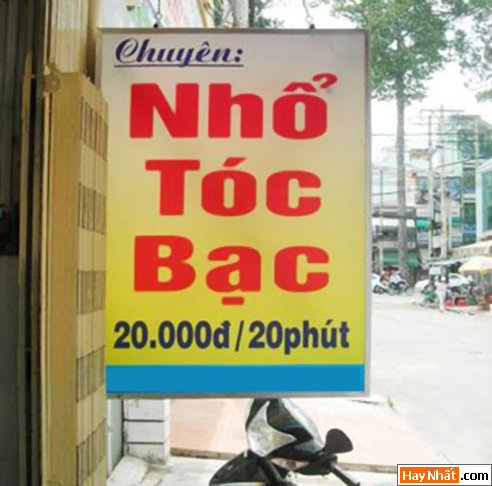 Chuyên:
Nhổ
Tóc
Bạc
20.000đ/20phút
HayNhất.com